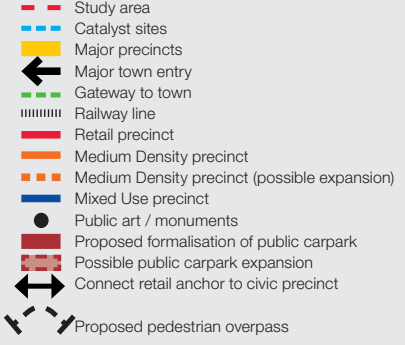 Study area
Catalyst sites
Major precincts
Major town entry
Gateway to town
Railway line
Retail precinct
Medium Density precinct
Medium Density precinct (possible expansion)
Mixed Use precinct
Public art / monuments
Proposed formalisation of public carpark
Possible public carpark expansion
Connect retail anchor to civic precinct
Proposed pedestrian overpass